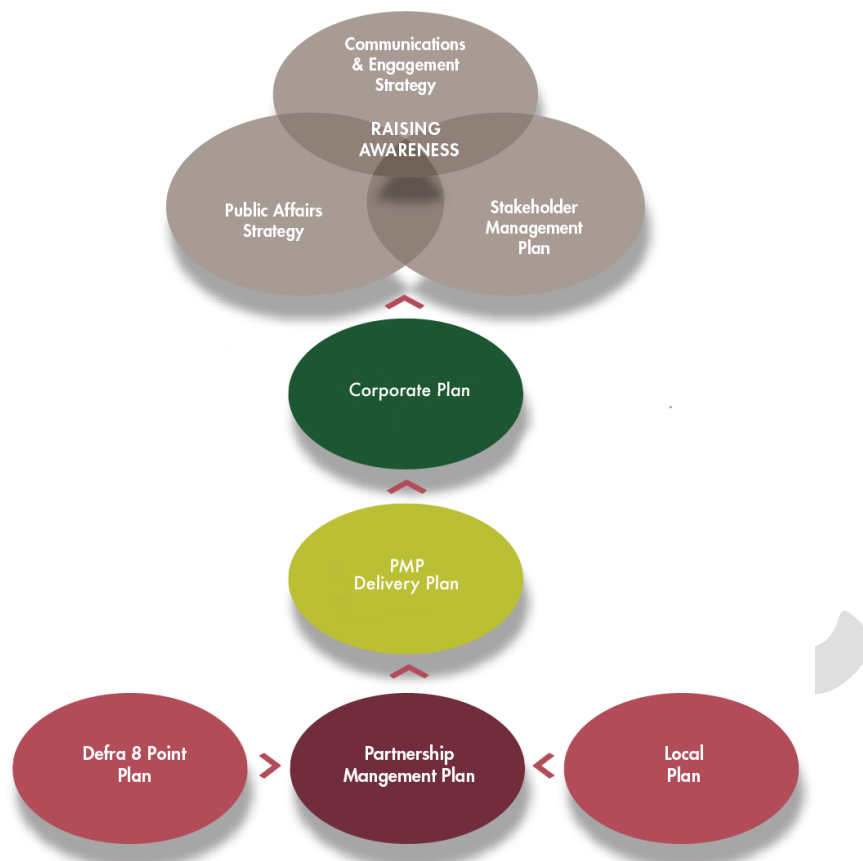 Communications
& Engagement
Strategy
RAISING
AWARENESS
Public Affairs
Strategy
Stakeholder
Management
Plan
Corporate Plan
PMP
Delivery Plan
Defra 8 Point
Plan
Partnership
Mangement Plan
Local
Plan